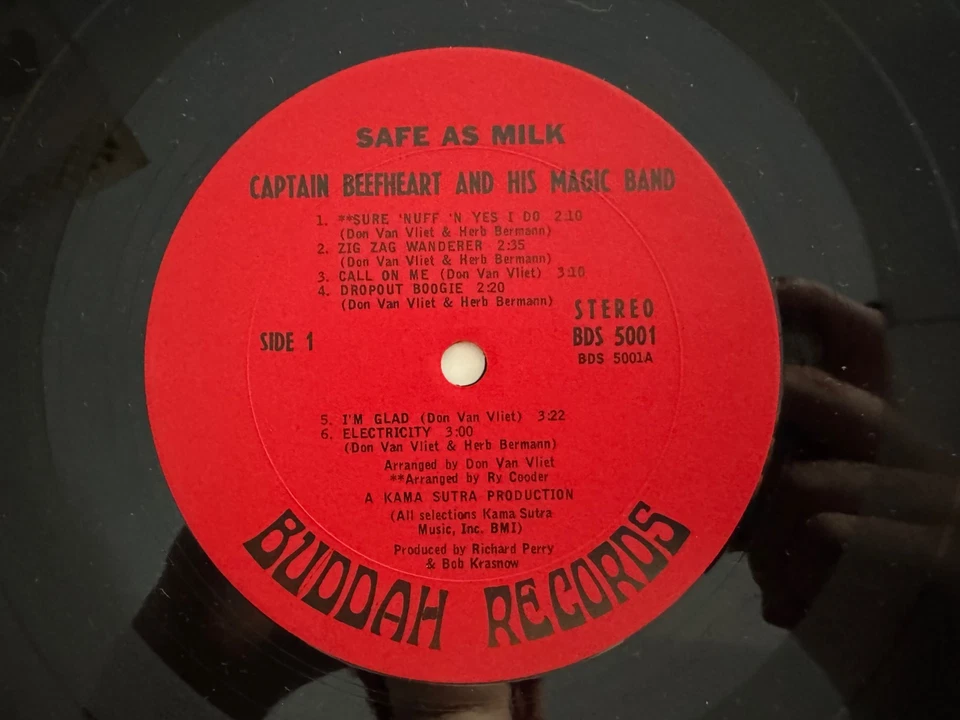 SAFE AS MILK
CAPTAIN BEEFHEART AND HIS MAGIC BAND
1. **SURE 'NUFF 'N YES I DO 2:10
(Don Van Vliet & Herb Bermann)
2. ZIG ZAG WANDERER 2:35
(Don Van Vliet & Herb Bermann)
3. CALL ON ME (Don Van Vliet) 3:10
4. DROPOUT BOOGIE 2:20
(Don Van Vliet & Herb Bermann)
STEREO
SIDE 1
BDS 5001
BDS 5001A
5. I'M GLAD (Don Van Vliet) 3:22
6. ELECTRICITY 3:00
(Don Van Vliet & Herb Bermann)
Arranged by Don Van Vliet
**Arranged by Ry Cooder
A KAMA SUTRA PRODUCTION
(All selections Kama Sutra
Music, Inc. BMI)
Produced by Richard Perry
& Bob Krasnow
BUDDAH RECORDS